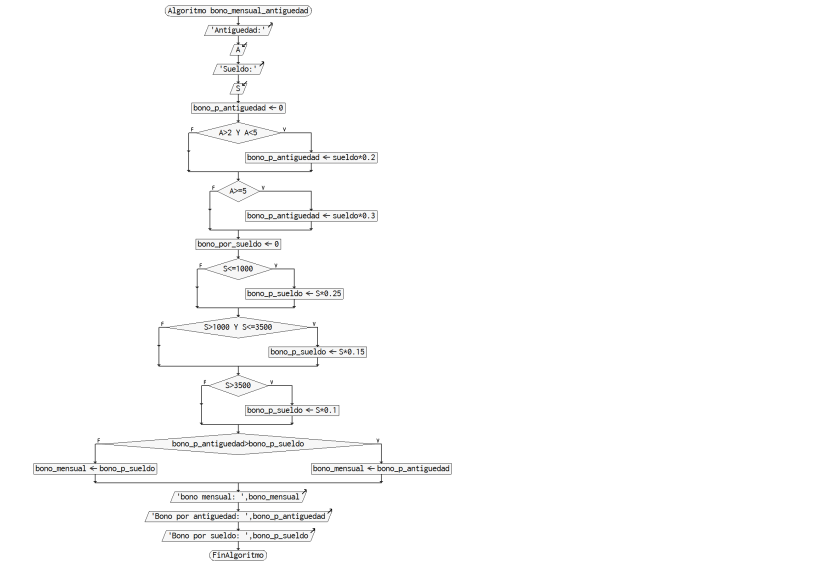 Algoritmo bono_mensual_antiguedad
'Antiguedad:'
A
'Sueldo:'
S
bono_p_antiguedad ← 0
A>2 Y A<5
F
V
bono_p_antiguedad ← sueldo*0.2
A>=5
F
V
bono_p_antiguedad ← sueldo*0.3
bono_por_sueldo ← 0
S<=1000
F
V
bono_p_sueldo ← S*0.25
S>1000 Y S<=3500
F
V
bono_p_sueldo ← S*0.15
S>3500
F
V
bono_p_sueldo ← S*0.1
bono_p_antiguedad>bono_p_sueldo
F
V
bono_mensual ← bono_p_sueldo
bono_mensual ← bono_p_antiguedad
'bono mensual: ',bono_mensual
'Bono por antiguedad: ',bono_p_antiguedad
'Bono por sueldo: ',bono_p_sueldo
FinAlgoritmo